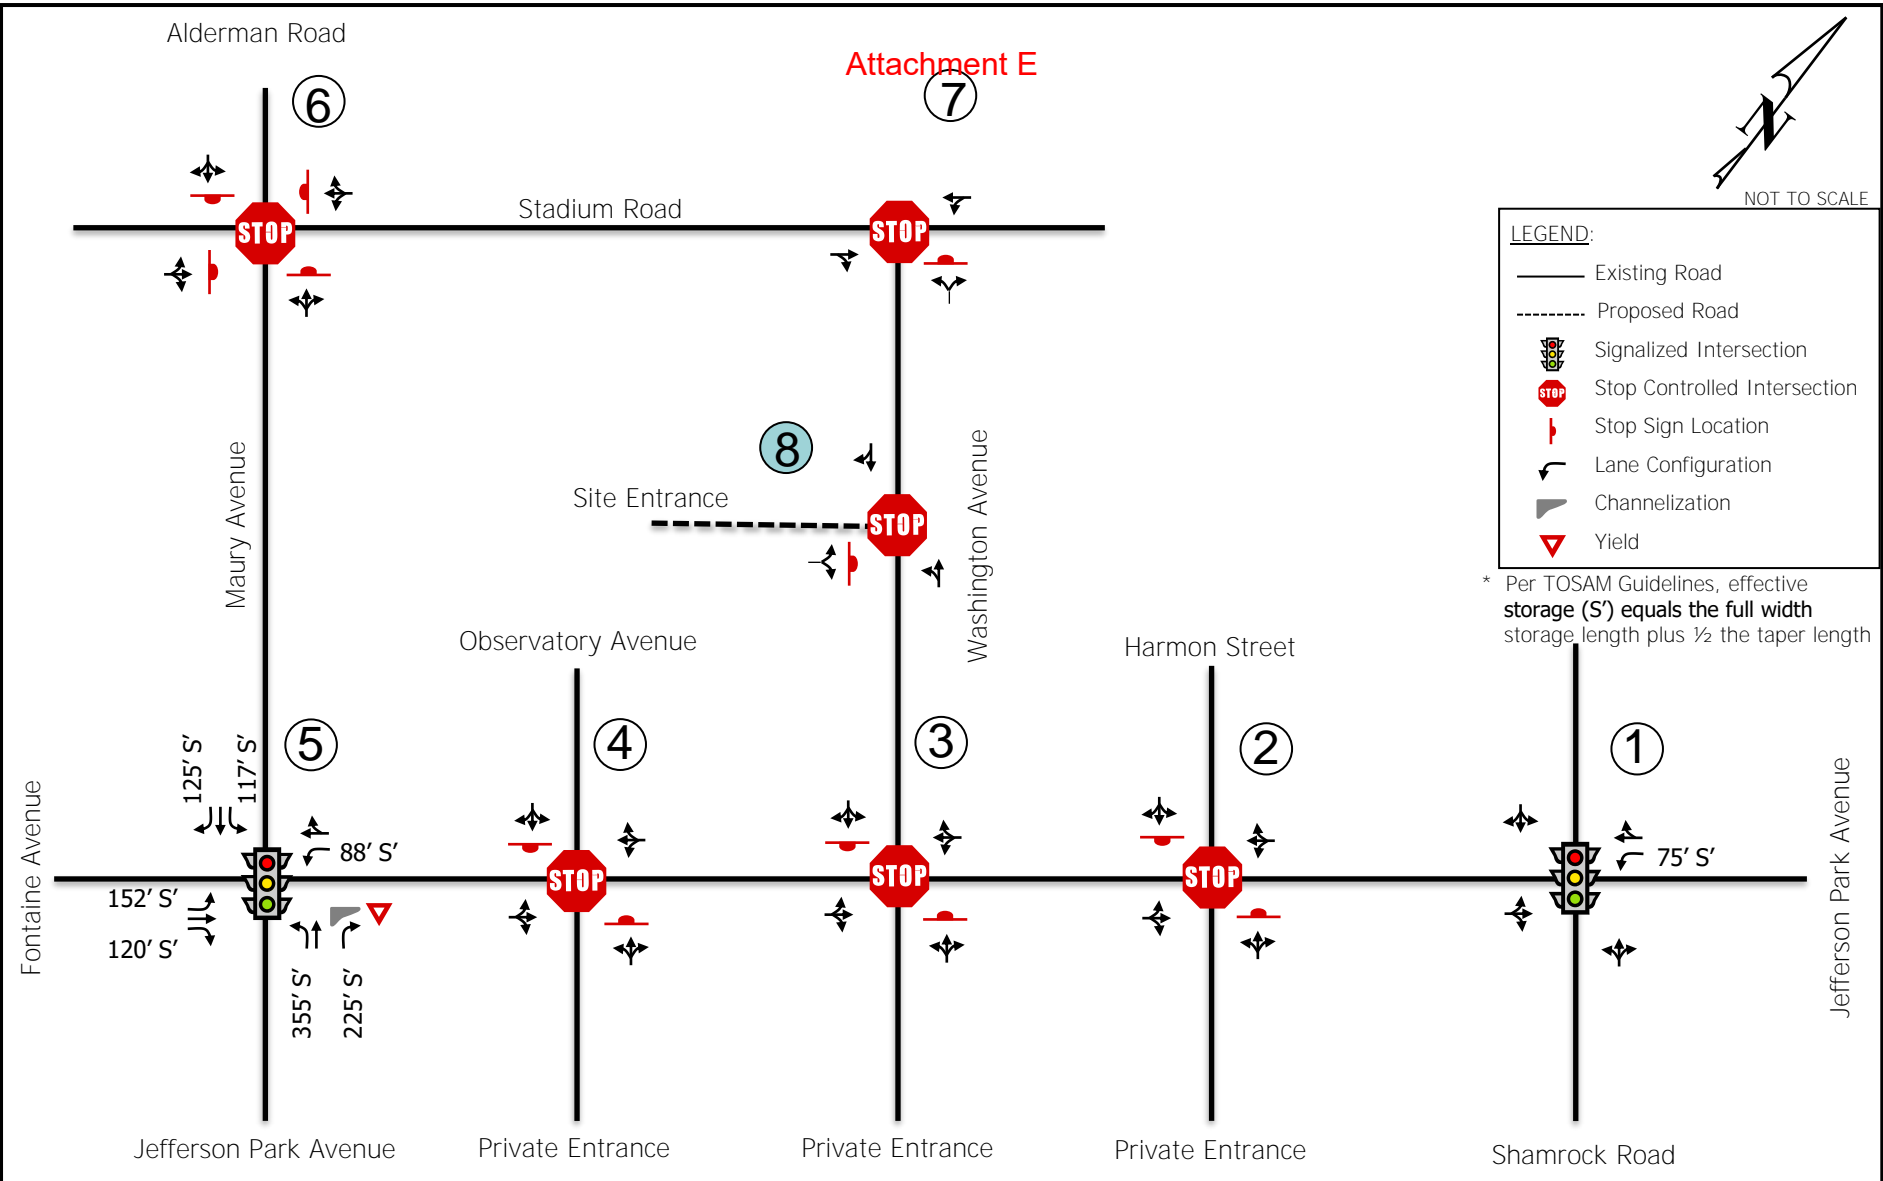 Alderman Road
Attachment E
6
7
N
NOT TO SCALE
STOP
Stadium Road
STOP
LEGEND:
Existing Road
Proposed Road
Signalized Intersection
STOP
Stop Controlled Intersection
Stop Sign Location
Lane Configuration
Channelization
Yield
* Per TOSAM Guidelines, effective
storage (S') equals the full width
storage length plus ½ the taper length
Maury Avenue
8
Site Entrance
STOP
Washington Avenue
Observatory Avenue
Harmon Street
5
4
3
2
1
125' S'
117' S'
88' S'
75' S'
Fontaine Avenue
152' S'
120' S'
355' S'
225' S'
STOP
STOP
STOP
Jefferson Park Avenue
Jefferson Park Avenue
Private Entrance
Private Entrance
Private Entrance
Shamrock Road